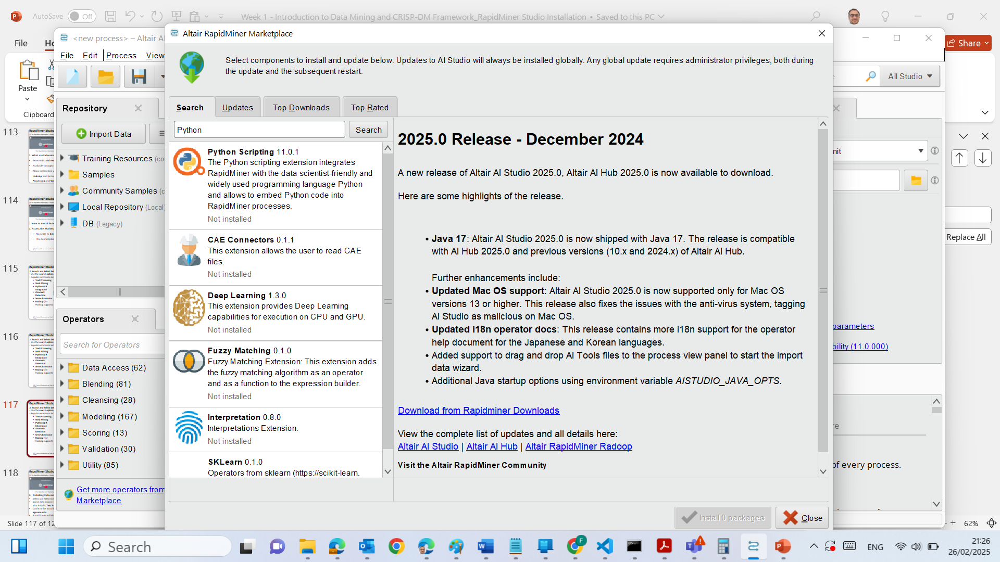 AutoSave
Off
Week 1 - Introduction to Data Mining and CRISP-DM Framework_RapidMiner Studio Installation • Saved to this PC
File
Share
Paste
Clipboard
<new process> – Altair
File Edit Process View
All Studio
Repository
Import Data
Training Resources
Samples
Community Samples
Local Repository (Local)
DB (Legacy)
Operators
Search for Operators
Data Access (62)
Blending (81)
Cleansing (28)
Modeling (167)
Scoring (13)
Validation (30)
Utility (85)
Get more operators from
Marketplace
Altair RapidMiner Marketplace
Select components to install and update below. Updates to AI Studio will always be installed globally. Any global update requires administrator privileges, both during
the update and the subsequent restart.
Search
Updates
Top Downloads
Top Rated
Python
Search
Python Scripting 11.0.1
The Python scripting extension integrates
RapidMiner with the data scientist-friendly and
widely used programming language Python
and allows to embed Python code into
RapidMiner processes.
Not installed
CAE Connectors 0.1.1
This extension allows the user to read CAE
files.
Not installed
Deep Learning 1.3.0
This extension provides Deep Learning
capabilities for execution on CPU and GPU.
Not installed
Fuzzy Matching 0.1.0
Fuzzy Matching Extension: This extension adds
the fuzzy matching algorithm as an operator
and as a function to the expression builder.
Not installed
Interpretation 0.8.0
Interpretations Extension.
Not installed
SKLearn 0.1.0
Operators from sklearn (https://scikit-learn.
2025.0 Release - December 2024
A new release of Altair AI Studio 2025.0, Altair AI Hub 2025.0 is now available to download.
Here are some highlights of the release.
• Java 17: Altair AI Studio 2025.0 is now shipped with Java 17. The release is compatible
with AI Hub 2025.0 and previous versions (10.x and 2024.x) of Altair AI Hub.
Further enhancements include:
• Updated Mac OS support: Altair AI Studio 2025.0 is now supported only for Mac OS
versions 13 or higher. This release also fixes the issues with the anti-virus system, tagging
AI Studio as malicious on Mac OS.
• Updated i18n operator docs: This release contains more i18n support for the operator
help document for the Japanese and Korean languages.
• Added support to drag and drop AI Tools files to the process view panel to start the import
data wizard.
• Additional Java startup options using environment variable AISTUDIO_JAVA_OPTS.
Download from Rapidminer Downloads
View the complete list of updates and all details here:
Altair AI Studio | Altair AI Hub | Altair RapidMiner Radoop
Visit the Altair RapidMiner Community
Install 0 packages
Close
parameters
(11.0.000)
of every process.
Replace All
113
114
115
116
117
118
Slide 117 of
62%
Search
ENG
21:26
26/02/2025